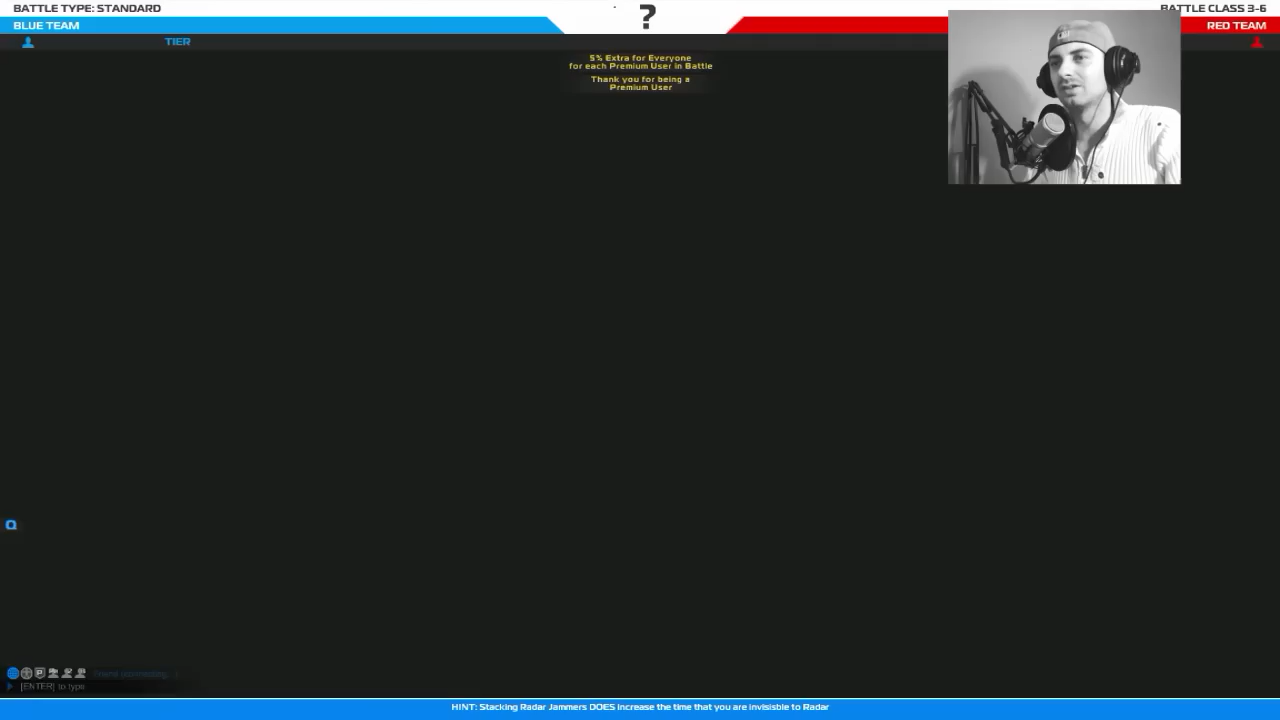 BATTLE TYPE: STANDARD
?
BATTLE CLASS 3-6
BLUE TEAM
RED TEAM
TIER
5% Extra for Everyone
for each Premium User in Battle
Thank you for being a
Premium User
Q
[ENTER] to type
HINT: Stacking Radar Jammers DOES increase the time that you are invisible to Radar